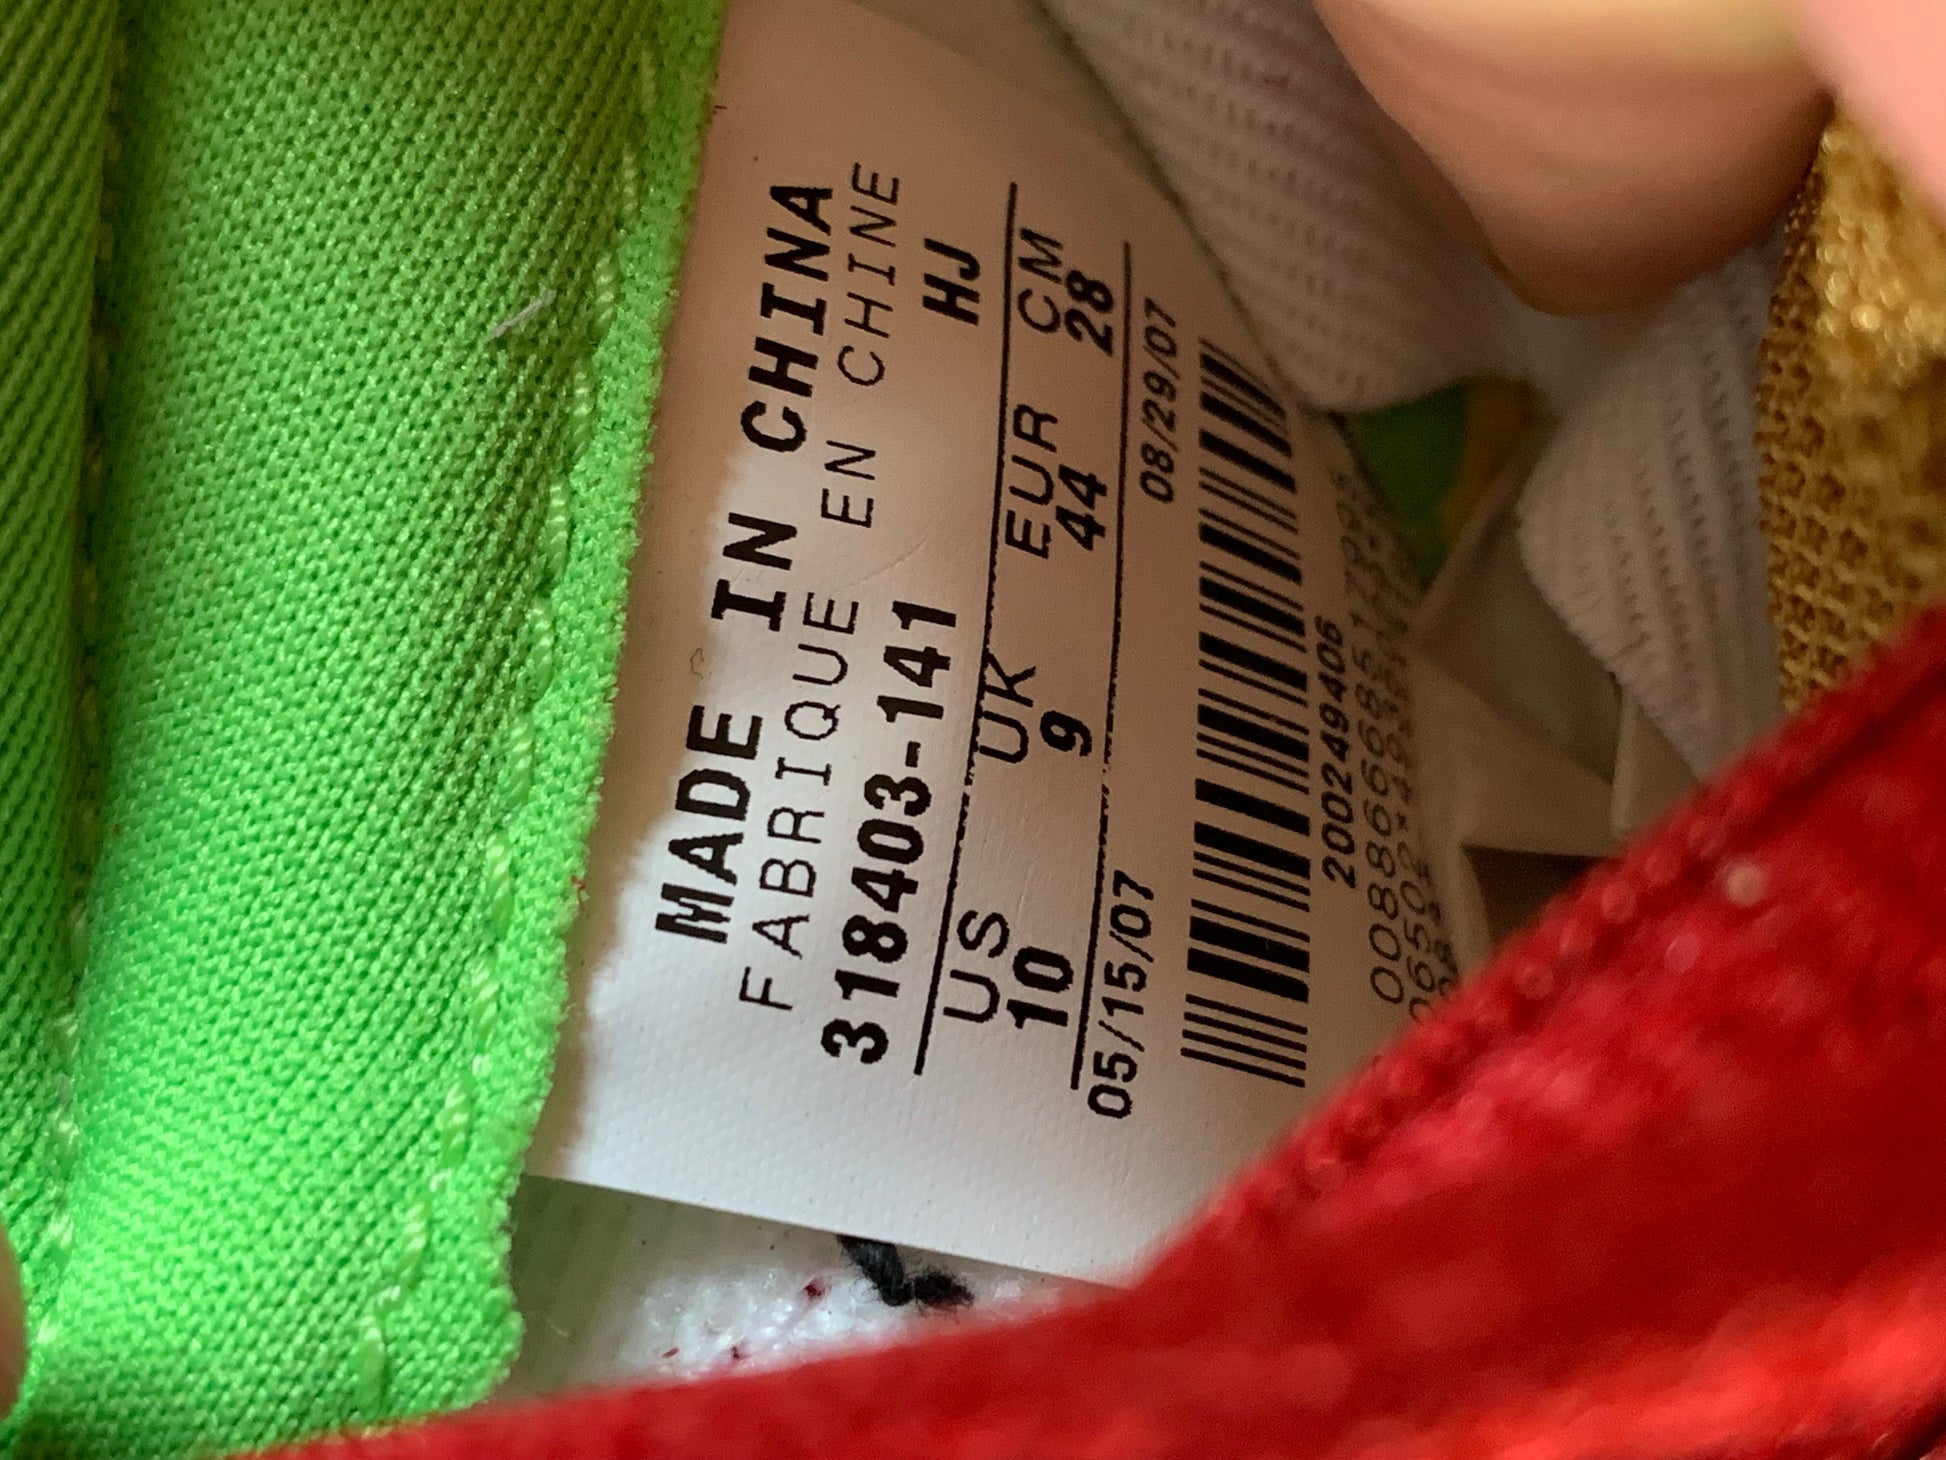 MADE IN CHINA
FABRIQUE EN CHINE
318403-141 HJ
US UK EUR CM
10 9 44 28
05/15/07 08/29/07
200249406